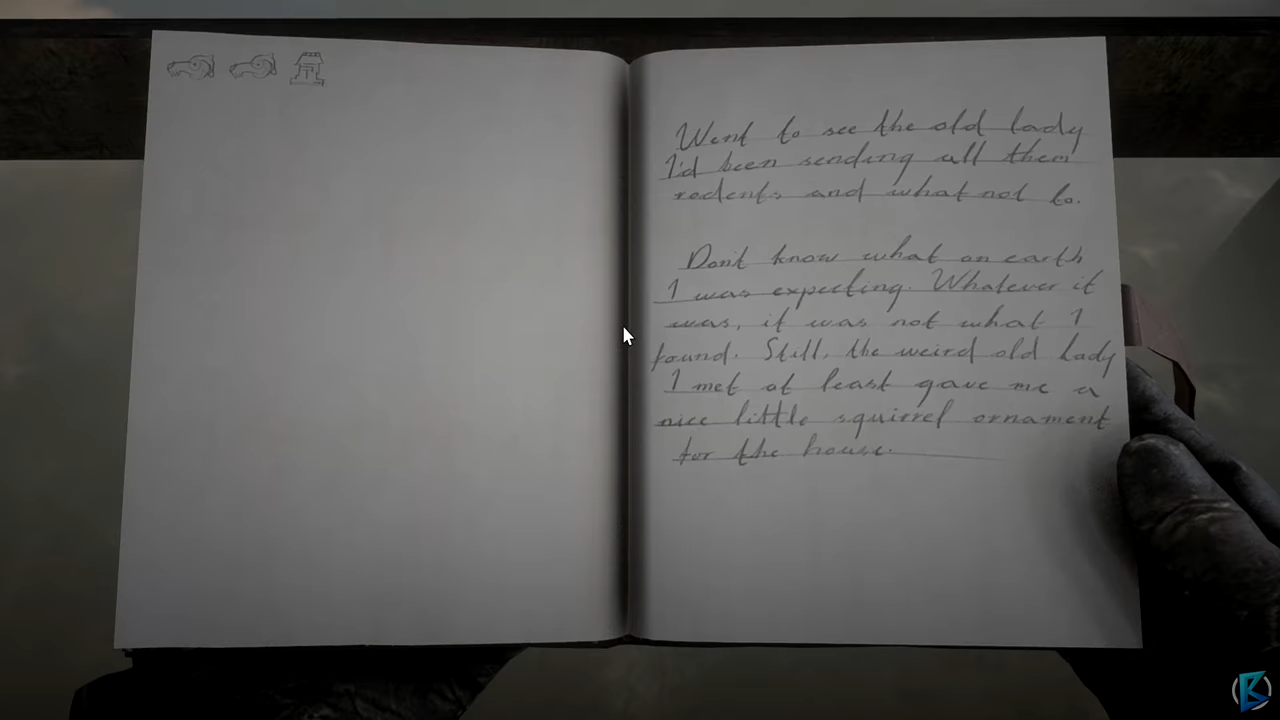 Went to see the old lady
I'd been sending all them
rodents and what not to.
Don't know what on earth
I was expecting. Whatever it
was, it was not what I
found. Still, the weird old lady
I met at least gave me a
nice little squirrel ornament
for the house.